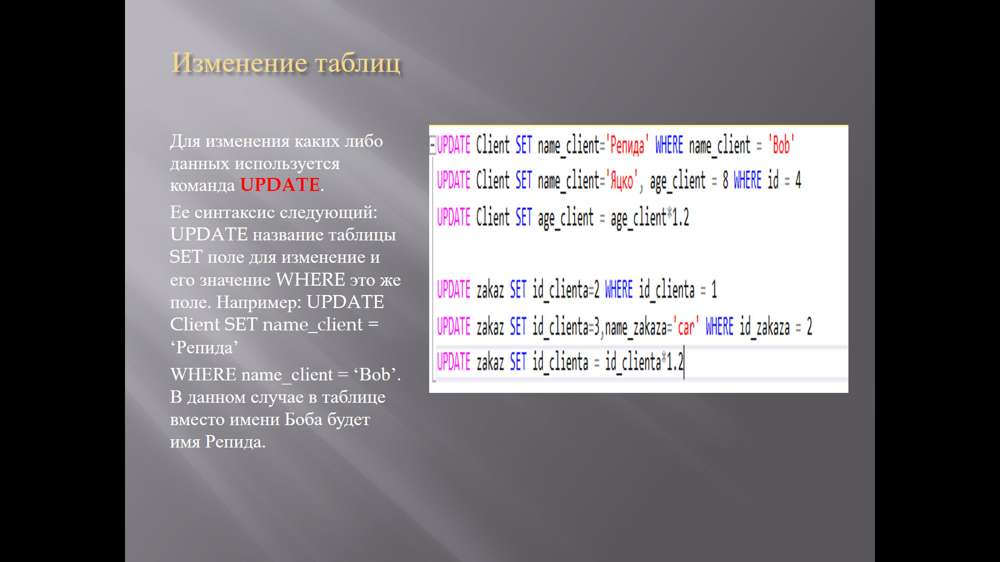 Изменение таблиц
Для изменения каких либо
данных используется
команда UPDATE.
Ее синтаксис следующий:
UPDATE название таблицы
SET поле для изменение и
его значение WHERE это же
поле. Например: UPDATE
Client SET name_client =
‘Репида’
WHERE name_client = ‘Bob’.
В данном случае в таблице
вместо имени Боба будет
имя Репида.
UPDATE Client SET name_client='Репида' WHERE name_client = 'Bob'
UPDATE Client SET name_client='Яцко', age_client = 8 WHERE id = 4
UPDATE Client SET age_client = age_client*1.2
UPDATE zakaz SET id_clienta=2 WHERE id_clienta = 1
UPDATE zakaz SET id_clienta=3,name_zakaza='car' WHERE id_zakaza = 2
UPDATE zakaz SET id_clienta = id_clienta*1.2